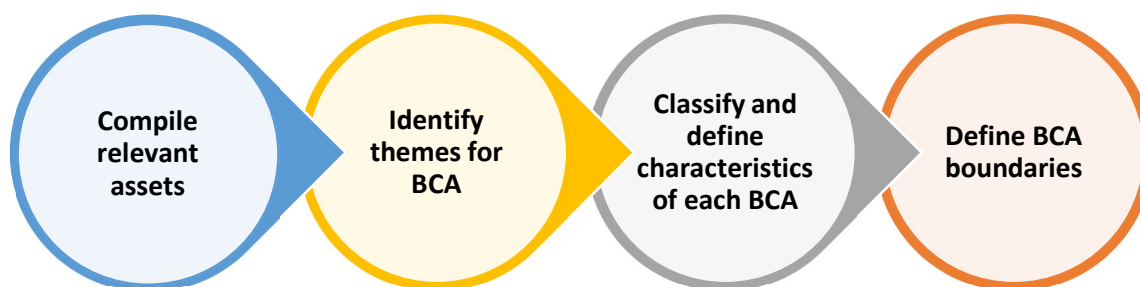 Compile
relevant
assets
Identify
themes for
BCA
Classify and
define
characteristics
of each BCA
Define BCA
boundaries